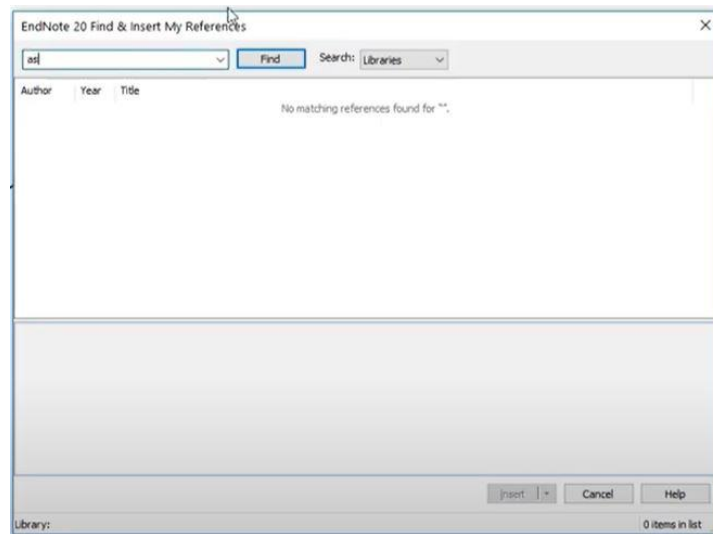 EndNote 20 Find & Insert My References
as Find Search: Libraries
Author Year Title
No matching references found for "".
Insert Cancel Help
Library: 0 items in list